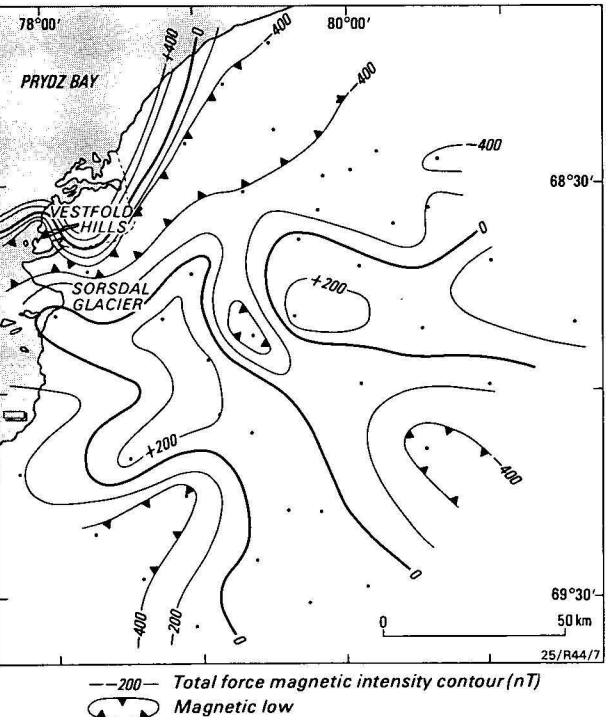 78°00'
80°00'
+400
0
-400
-400
PRYDZ BAY
-400
68°30'
VESTFOLD
HILLS
0
SORSDAL
GLACIER
+200
+200
-400
0
69°30'
-400
-200
0
0
50 km
25/R44/7
--200— Total force magnetic intensity contour (nT)
Magnetic low